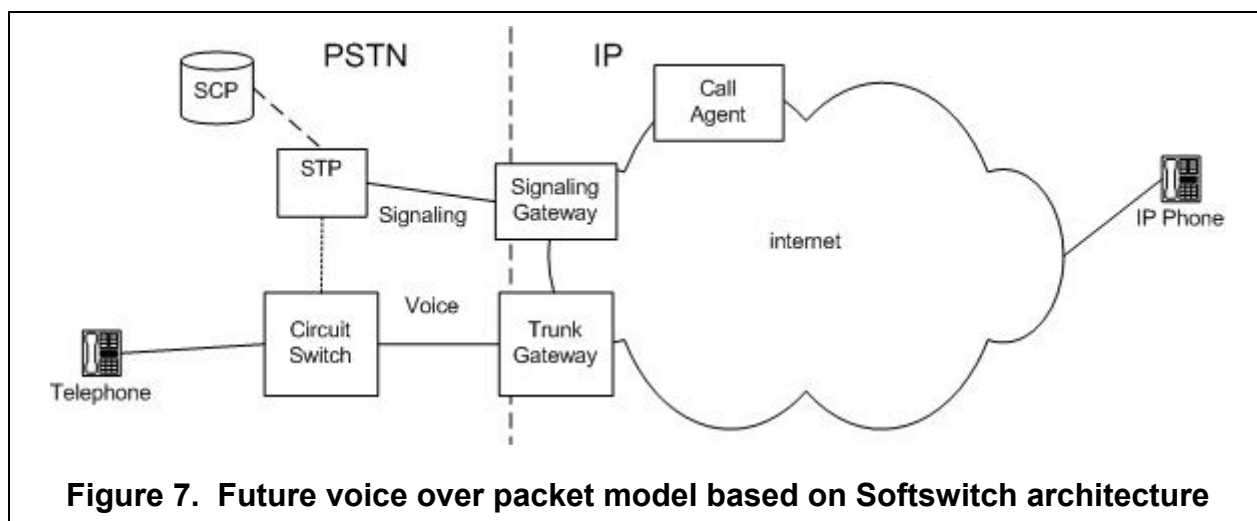 PSTN
IP
SCP
Call
Agent
STP
Signaling
Gateway
Signaling
IP Phone
internet
Voice
Circuit
Switch
Trunk
Gateway
Telephone
Figure 7. Future voice over packet model based on Softswitch architecture